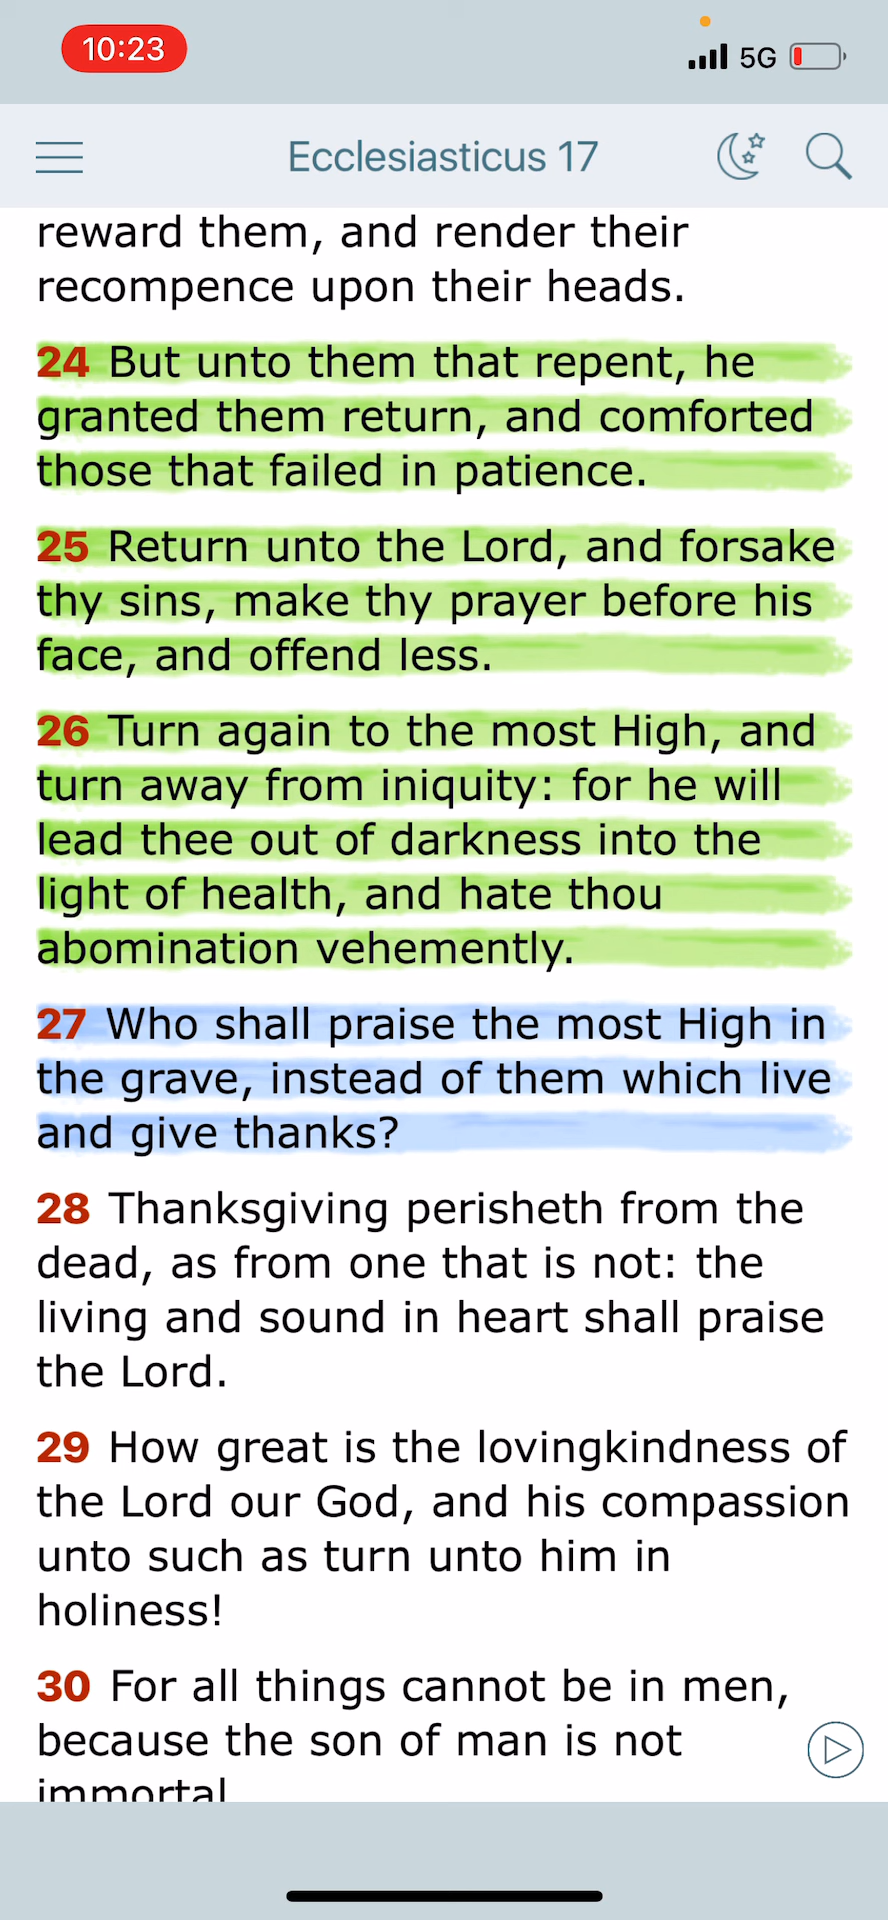 10:23
5G
Ecclesiasticus 17
reward them, and render their
recompence upon their heads.
24 But unto them that repent, he
granted them return, and comforted
those that failed in patience.
25 Return unto the Lord, and forsake
thy sins, make thy prayer before his
face, and offend less.
26 Turn again to the most High, and
turn away from iniquity: for he will
lead thee out of darkness into the
light of health, and hate thou
abomination vehemently.
27 Who shall praise the most High in
the grave, instead of them which live
and give thanks?
28 Thanksgiving perisheth from the
dead, as from one that is not: the
living and sound in heart shall praise
the Lord.
29 How great is the lovingkindness of
the Lord our God, and his compassion
unto such as turn unto him in
holiness!
30 For all things cannot be in men,
because the son of man is not
immortal